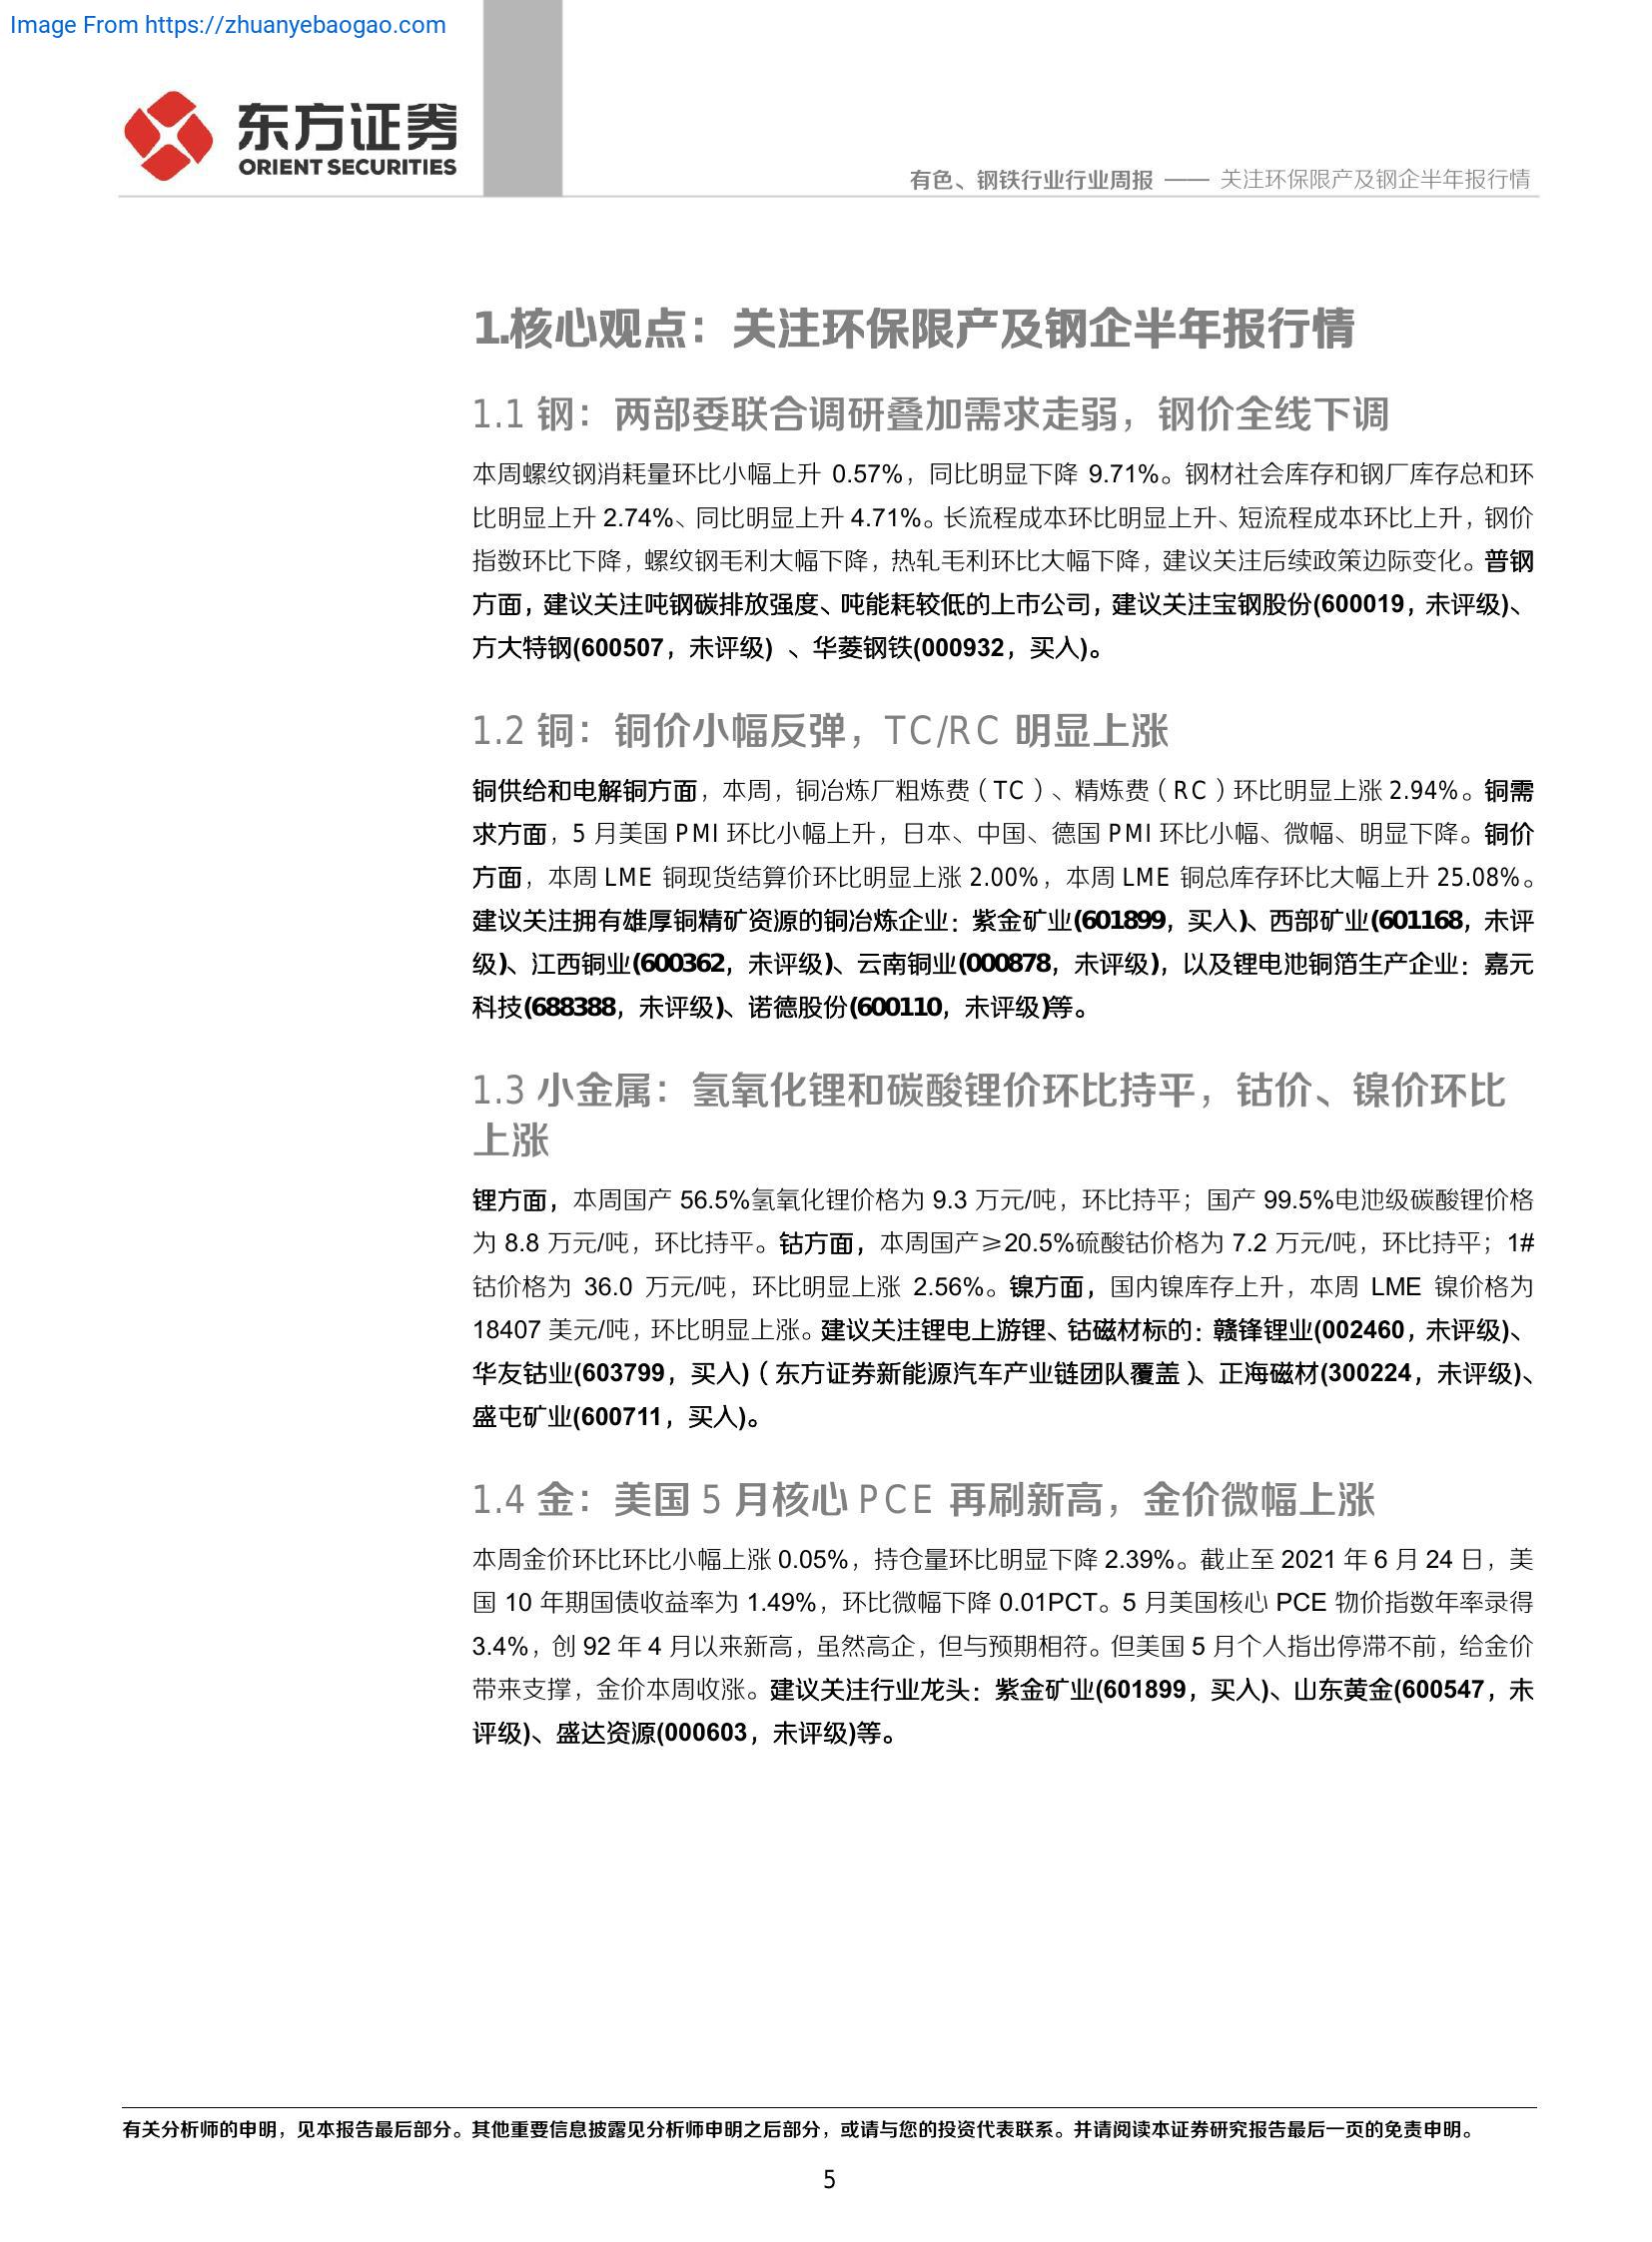 Image From https://zhuanyebaogao.com
东方证券
ORIENT SECURITIES
有色、钢铁行业行业周报 —— 关注环保限产及钢企半年报行情
1.核心观点：关注环保限产及钢企半年报行情
1.1 钢：两部委联合调研叠加需求走弱，钢价全线下调
本周螺纹钢消耗量环比小幅上升 0.57%，同比明显下降 9.71%。钢材社会库存和钢厂库存总和环
比明显上升 2.74%、同比明显上升 4.71%。长流程成本环比明显上升、短流程成本环比上升，钢价
指数环比下降，螺纹钢毛利大幅下降，热轧毛利环比大幅下降，建议关注后续政策边际变化。普钢
方面，建议关注吨钢碳排放强度、吨能耗较低的上市公司，建议关注宝钢股份(600019，未评级)、
方大特钢(600507，未评级) 、华菱钢铁(000932，买入)。
1.2 铜：铜价小幅反弹，TC/RC 明显上涨
铜供给和电解铜方面，本周，铜冶炼厂粗炼费（TC）、精炼费（RC）环比明显上涨 2.94%。铜需
求方面，5 月美国 PMI 环比小幅上升，日本、中国、德国 PMI 环比小幅、微幅、明显下降。铜价
方面，本周 LME 铜现货结算价环比明显上涨 2.00%，本周 LME 铜总库存环比大幅上升 25.08%。
建议关注拥有雄厚铜精矿资源的铜冶炼企业：紫金矿业(601899，买入)、西部矿业(601168，未评
级)、江西铜业(600362，未评级)、云南铜业(000878，未评级)，以及锂电池铜箔生产企业：嘉元
科技(688388，未评级)、诺德股份(600110，未评级)等。
1.3 小金属：氢氧化锂和碳酸锂价环比持平，钴价、镍价环比
上涨
锂方面，本周国产 56.5%氢氧化锂价格为 9.3 万元/吨，环比持平；国产 99.5%电池级碳酸锂价格
为 8.8 万元/吨，环比持平。钴方面，本周国产≥20.5%硫酸钴价格为 7.2 万元/吨，环比持平；1#
钴价格为 36.0 万元/吨，环比明显上涨 2.56%。镍方面，国内镍库存上升，本周 LME 镍价格为
18407 美元/吨，环比明显上涨。建议关注锂电上游锂、钴磁材标的：赣锋锂业(002460，未评级)、
华友钴业(603799，买入)（东方证券新能源汽车产业链团队覆盖）、正海磁材(300224，未评级)、
盛屯矿业(600711，买入)。
1.4 金：美国 5 月核心 PCE 再刷新高，金价微幅上涨
本周金价环比环比小幅上涨 0.05%，持仓量环比明显下降 2.39%。截止至 2021 年 6 月 24 日，美
国 10 年期国债收益率为 1.49%，环比微幅下降 0.01PCT。5 月美国核心 PCE 物价指数年率录得
3.4%，创 92 年 4 月以来新高，虽然高企，但与预期相符。但美国 5 月个人指出停滞不前，给金价
带来支撑，金价本周收涨。建议关注行业龙头：紫金矿业(601899，买入)、山东黄金(600547，未
评级)、盛达资源(000603，未评级)等。
有关分析师的申明，见本报告最后部分。其他重要信息披露见分析师申明之后部分，或请与您的投资代表联系。并请阅读本证券研究报告最后一页的免责申明。
5